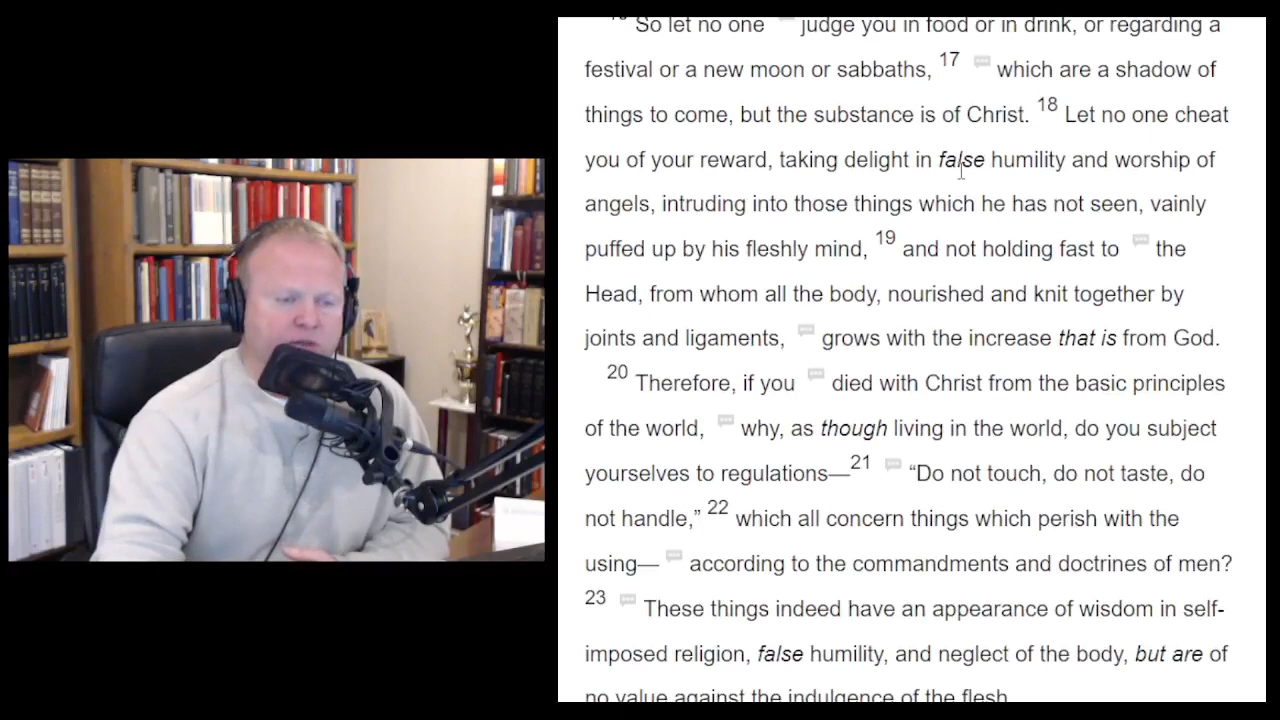 16 So let no one judge you in food or in drink, or regarding a
festival or a new moon or sabbaths, 17 which are a shadow of
things to come, but the substance is of Christ. 18 Let no one cheat
you of your reward, taking delight in false humility and worship of
angels, intruding into those things which he has not seen, vainly
puffed up by his fleshly mind, 19 and not holding fast to the
Head, from whom all the body, nourished and knit together by
joints and ligaments, grows with the increase that is from God.
20 Therefore, if you died with Christ from the basic principles
of the world, why, as though living in the world, do you subject
yourselves to regulations—21 “Do not touch, do not taste, do
not handle,” 22 which all concern things which perish with the
using— according to the commandments and doctrines of men?
23 These things indeed have an appearance of wisdom in self-
imposed religion, false humility, and neglect of the body, but are of
no value against the indulgence of the flesh